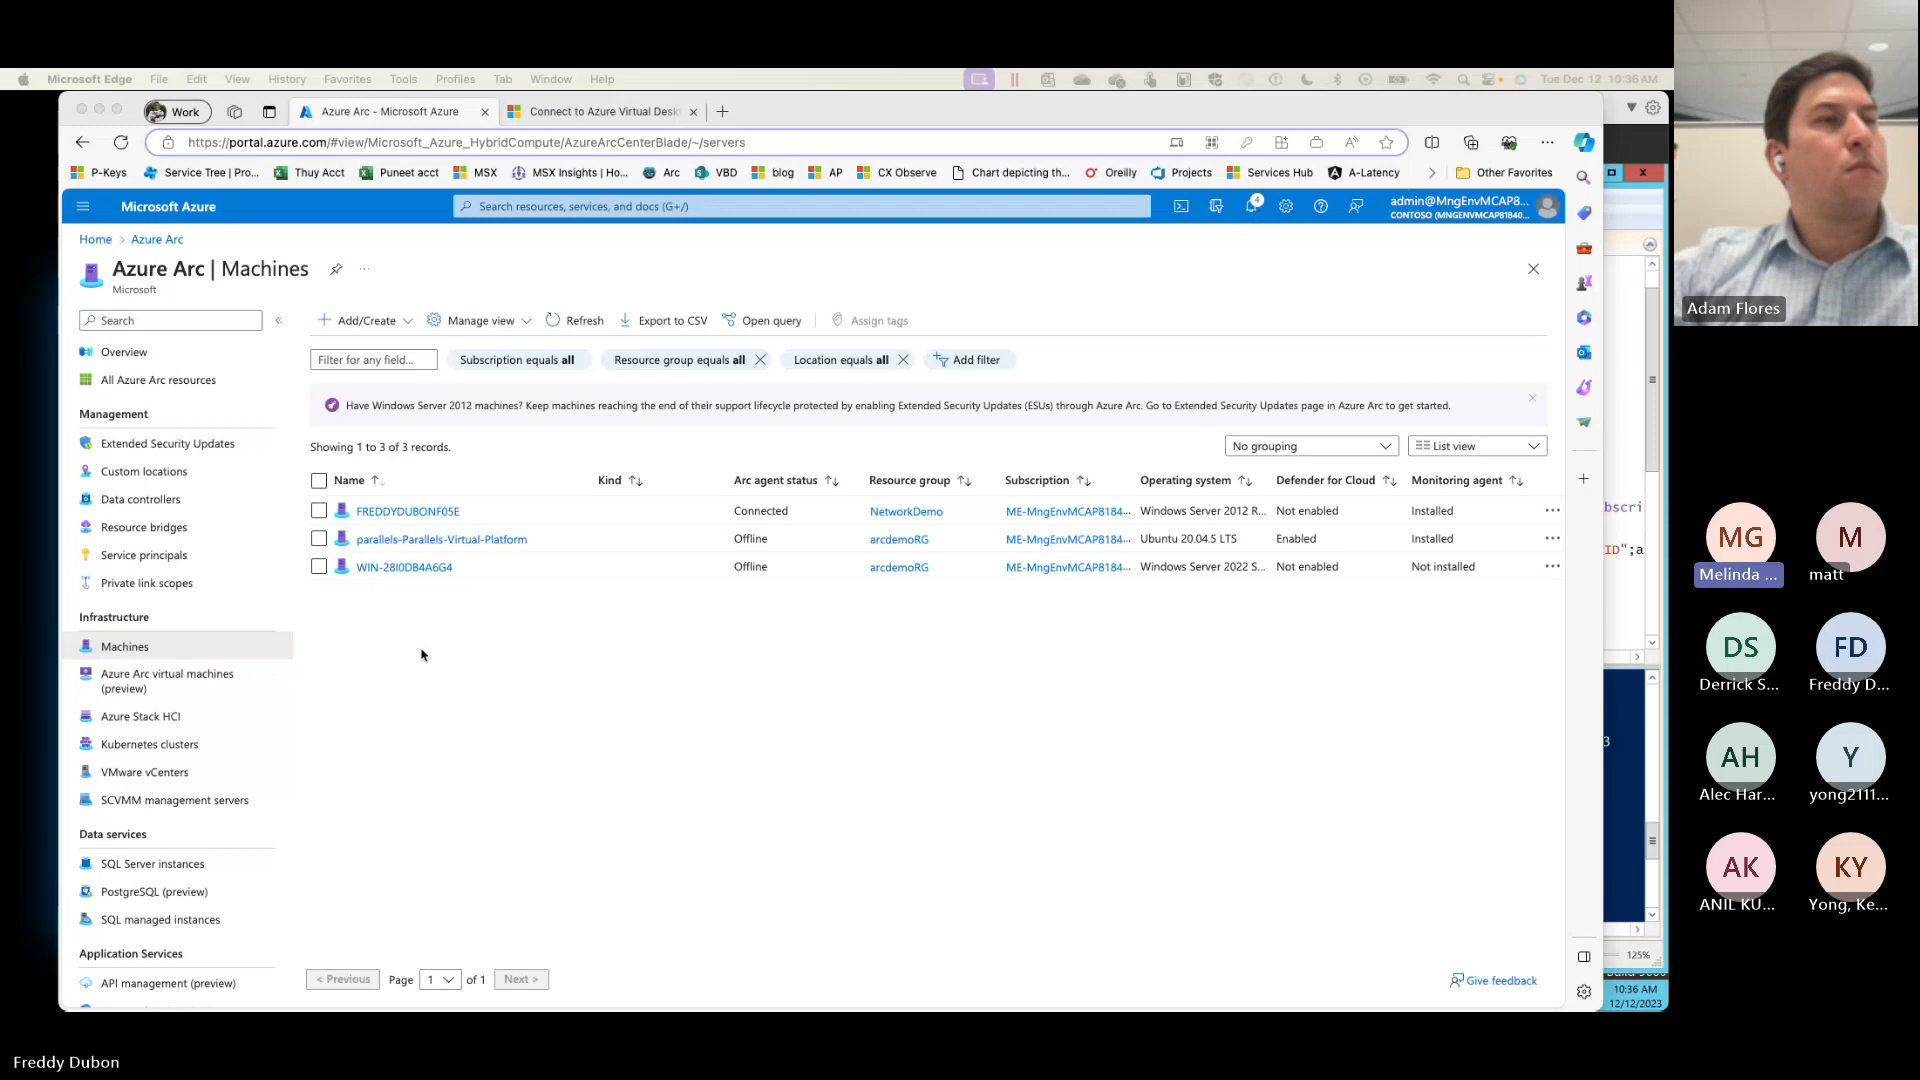 Microsoft Edge File Edit View History Favorites Tools Profiles Tab Window Help Tue Dec 12 10:36 AM
Work Azure Arc - Microsoft Azure Connect to Azure Virtual Desk
https://portal.azure.com/#view/Microsoft_Azure_HybridCompute/AzureArcCenterBlade/~/servers
P-Keys Service Tree | Pro... Thuy Acct Puneet acct MSX MSX Insights | Ho... Arc VBD blog AP CX Observe Chart depicting th... Oreilly Projects Services Hub A-Latency Other Favorites
Microsoft Azure Search resources, services, and docs (G+/) 4 admin@MngEnvMCAP8...
CONTOSO (MNGENVMCAP81840...
Home > Azure Arc
Azure Arc | Machines ...
Microsoft
Search «
Add/Create Manage view Refresh Export to CSV Open query Assign tags
Overview
All Azure Arc resources
Management
Extended Security Updates
Custom locations
Data controllers
Resource bridges
Service principals
Private link scopes
Infrastructure
Machines
Azure Arc virtual machines
(preview)
Azure Stack HCI
Kubernetes clusters
VMware vCenters
SCVMM management servers
Data services
SQL Server instances
PostgreSQL (preview)
SQL managed instances
Application Services
API management (preview)
Filter for any field... Subscription equals all Resource group equals all Location equals all Add filter
Have Windows Server 2012 machines? Keep machines reaching the end of their support lifecycle protected by enabling Extended Security Updates (ESUs) through Azure Arc. Go to Extended Security Updates page in Azure Arc to get started.
Showing 1 to 3 of 3 records. No grouping List view
Name Kind Arc agent status Resource group Subscription Operating system Defender for Cloud Monitoring agent
FREDDYDUBONF05E Connected NetworkDemo ME-MngEnvMCAP8184... Windows Server 2012 R... Not enabled Installed ...
parallels-Parallels-Virtual-Platform Offline arcdemoRG ME-MngEnvMCAP8184... Ubuntu 20.04.5 LTS Enabled Installed ...
WIN-28I0DB4A6G4 Offline arcdemoRG ME-MngEnvMCAP8184... Windows Server 2022 S... Not enabled Not installed ...
< Previous Page 1 of 1 Next > Give feedback
bscri
ID";a
3
125%
10:36 AM
12/12/2023
Adam Flores
MG M
Melinda ... matt
DS FD
Derrick S... Freddy D...
AH Y
Alec Har... yong2111...
AK KY
ANIL KU... Yong, Ke...
Freddy Dubon